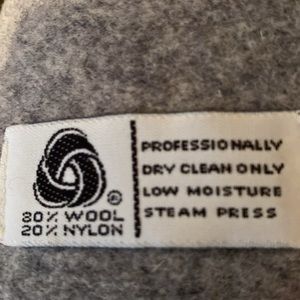 PROFESSIONALLY
DRY CLEAN ONLY
LOW MOISTURE
STEAM PRESS
®
80% WOOL
20% NYLON